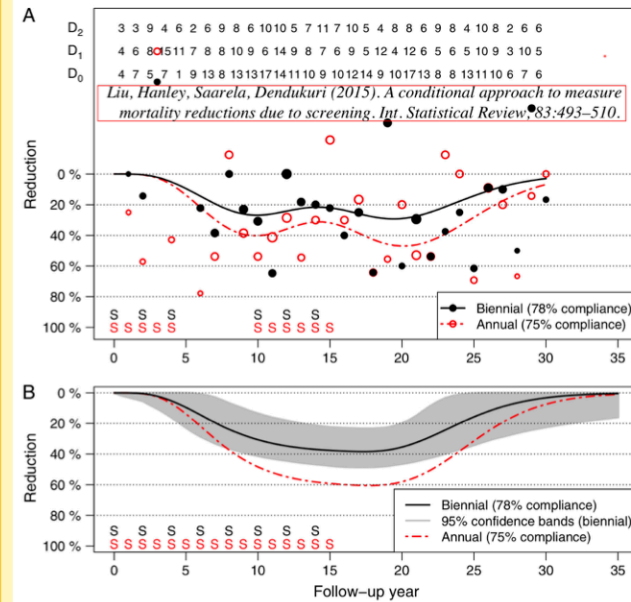 A
D2 3 3 9 4 6 2 8 6 9 8 10 10 5 7 11 7 10 5 8 2 8 6 5 8 6 5 9 7 6 6
D1 4 6 8 15 11 7 6 7 9 8 10 9 6 10 14 9 8 7 9 5 12 4 8 12 6 5 4 11 9 3 10 5
D0 4 7 5 7 1 9 13 8 13 13 17 14 11 11 9 10 12 14 9 10 17 13 9 8 4 13 11 10 6 7 6
Liu, Hanley, Saarela, Dendukuri (2015). A conditional approach to measure
mortality reductions due to screening. Int. Statistical Review, 83:493–510.
Reduction
0 %
20 %
40 %
60 %
80 %
100 %
S S S S S S
S S S S S S S S S S S
Biennial (78% compliance)
Annual (75% compliance)
0 5 10 15 20 25 30 35
B
Reduction
0 %
20 %
40 %
60 %
80 %
100 %
S S S S S S S S
S S S S S S S S S S S S S S S S
Biennial (78% compliance)
95% confidence bands (biennial)
Annual (75% compliance)
0 5 10 15 20 25 30 35
Follow−up year